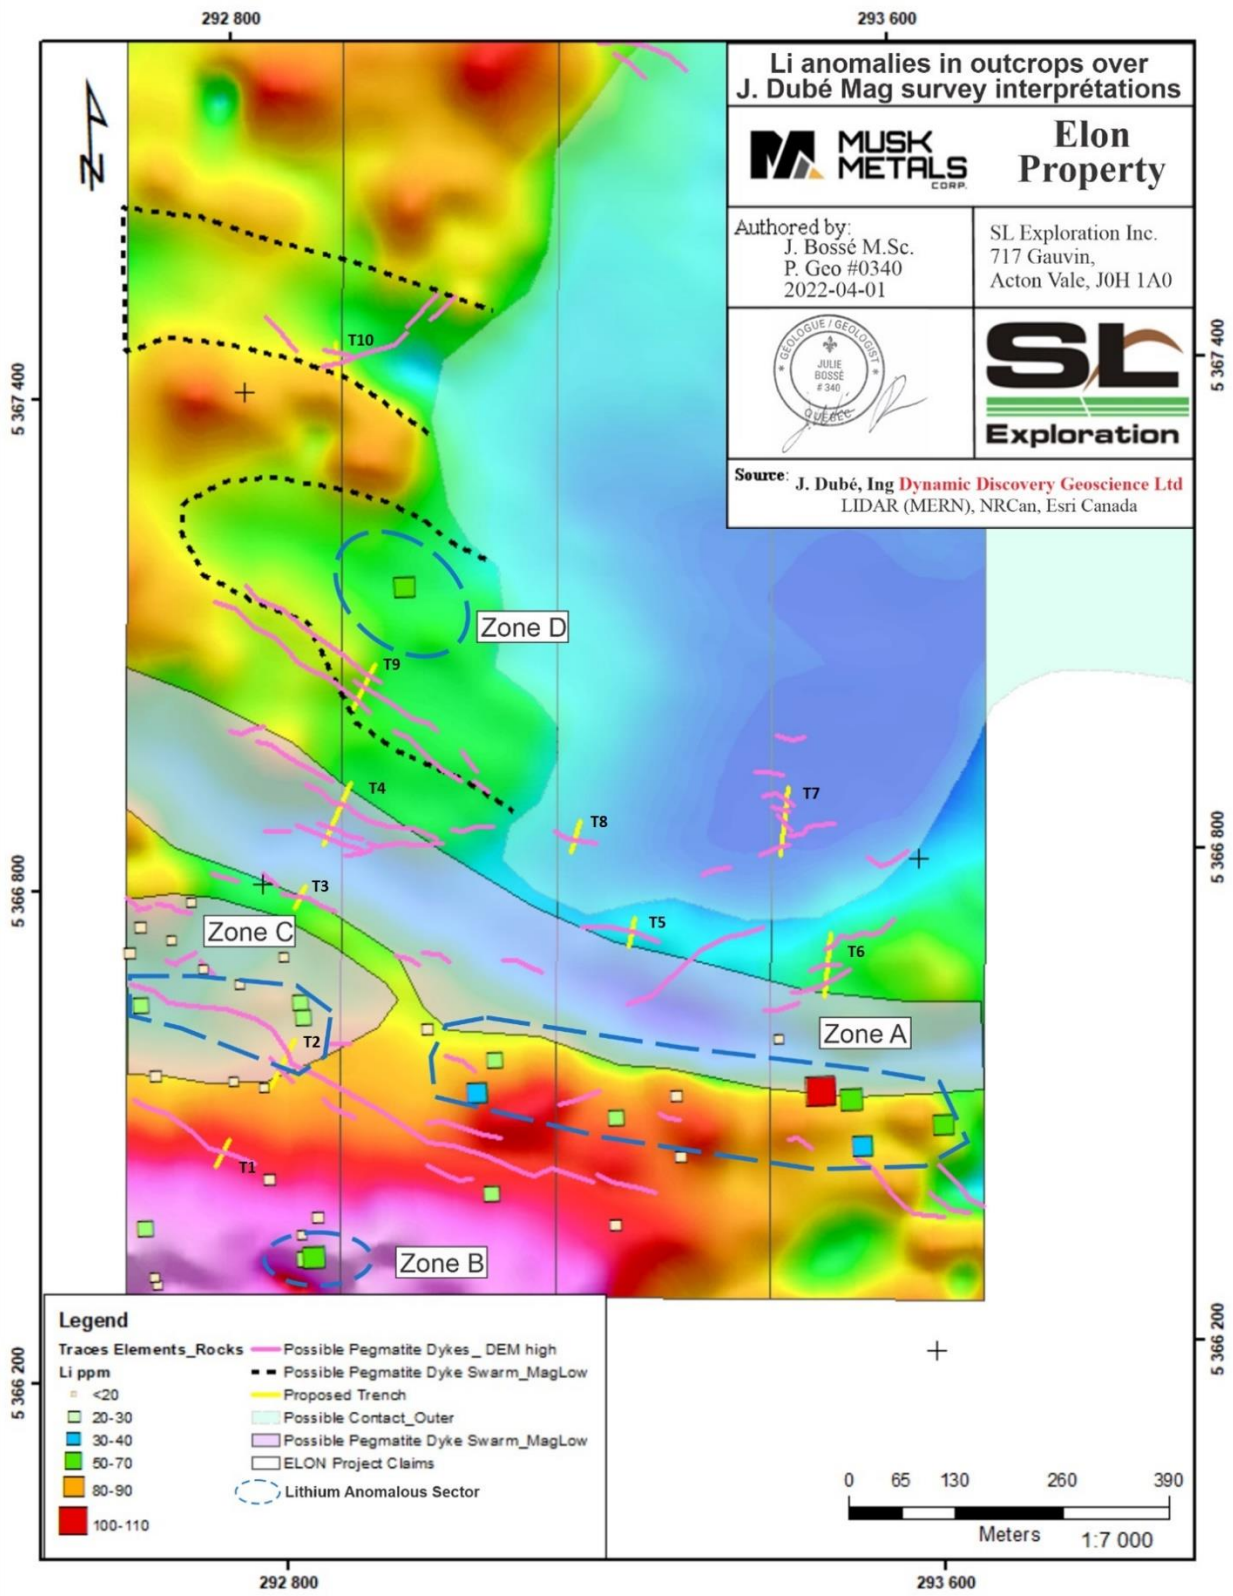 292 800
293 600
Li anomalies in outcrops over
J. Dubé Mag survey interprétations
MUSK
METALS
CORP.
Elon
Property
Authored by:
J. Bossé M.Sc.
P. Geo #0340
2022-04-01
SL Exploration Inc.
717 Gauvin,
Acton Vale, J0H 1A0
GÉOLOGUE / GEOLOGIST
JULIE
BOSSÉ
# 340
QUÉBEC
SL
Exploration
Source: J. Dubé, Ing Dynamic Discovery Geoscience Ltd
LIDAR (MERN), NRCan, Esri Canada
N
5 367 400
5 367 400
T10
Zone D
T9
T4
T8
T7
5 366 800
5 366 800
T3
Zone C
T5
T6
T2
Zone A
T1
Zone B
5 366 200
5 366 200
Legend
Traces Elements_Rocks
Li ppm
<20
20-30
30-40
50-70
80-90
100-110
Possible Pegmatite Dykes_ DEM high
Possible Pegmatite Dyke Swarm_MagLow
Proposed Trench
Possible Contact_Outer
Possible Pegmatite Dyke Swarm_MagLow
ELON Project Claims
Lithium Anomalous Sector
0 65 130 260 390
Meters
1:7 000
292 800
293 600